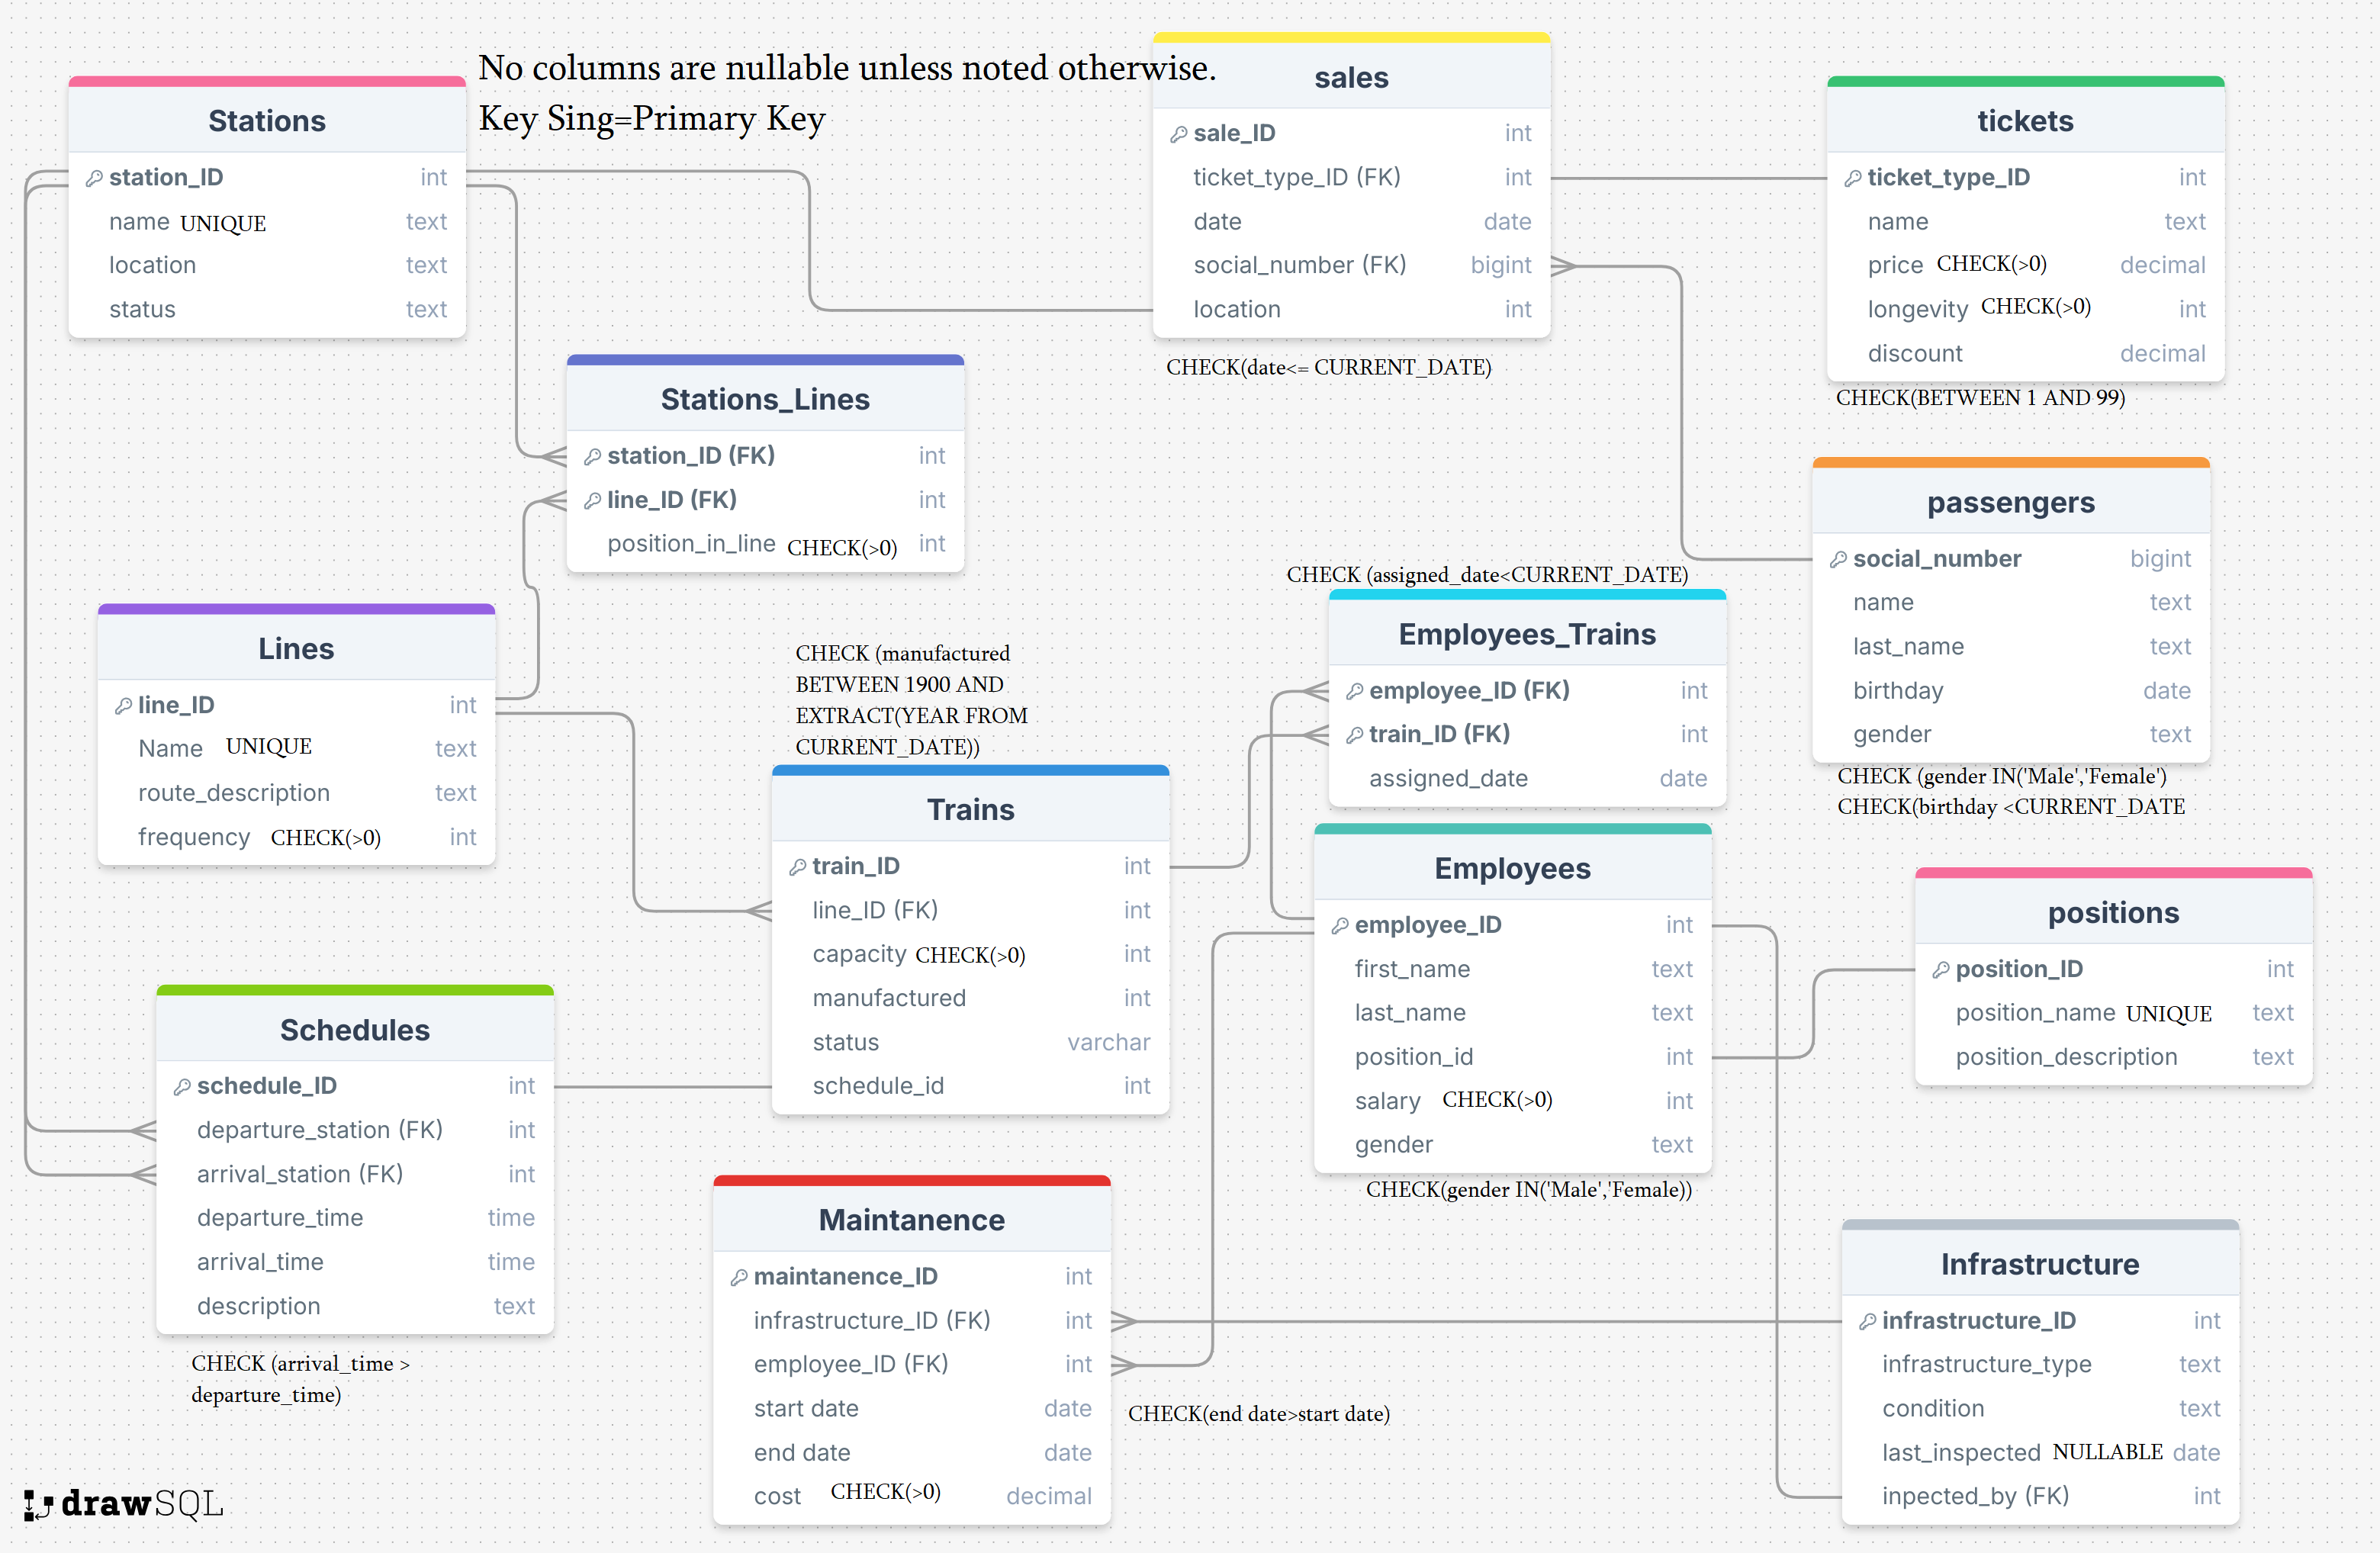 No columns are nullable unless noted otherwise.
Key Sing=Primary Key
Stations
station_ID int
name UNIQUE text
location text
status text
sales
sale_ID int
ticket_type_ID (FK) int
date date
social_number (FK) bigint
location int
CHECK(date<= CURRENT_DATE)
tickets
ticket_type_ID int
name text
price CHECK(>0) decimal
longevity CHECK(>0) int
discount decimal
CHECK(BETWEEN 1 AND 99)
Stations_Lines
station_ID (FK) int
line_ID (FK) int
position_in_line CHECK(>0) int
passengers
social_number bigint
name text
last_name text
birthday date
gender text
CHECK (gender IN('Male','Female')
CHECK(birthday <CURRENT_DATE
Lines
line_ID int
Name UNIQUE text
route_description text
frequency CHECK(>0) int
CHECK (manufactured
BETWEEN 1900 AND
EXTRACT(YEAR FROM
CURRENT_DATE))
Trains
train_ID int
line_ID (FK) int
capacity CHECK(>0) int
manufactured int
status varchar
schedule_id int
CHECK (assigned_date<CURRENT_DATE)
Employees_Trains
employee_ID (FK) int
train_ID (FK) int
assigned_date date
Employees
employee_ID int
first_name text
last_name text
position_id int
salary CHECK(>0) int
gender text
CHECK(gender IN('Male','Female))
positions
position_ID int
position_name UNIQUE text
position_description text
Schedules
schedule_ID int
departure_station (FK) int
arrival_station (FK) int
departure_time time
arrival_time time
description text
CHECK (arrival_time >
departure_time)
Maintanence
maintanence_ID int
infrastructure_ID (FK) int
employee_ID (FK) int
start date date
end date date
cost CHECK(>0) decimal
CHECK(end date>start date)
Infrastructure
infrastructure_ID int
infrastructure_type text
condition text
last_inspected NULLABLE date
inpected_by (FK) int
drawSQL